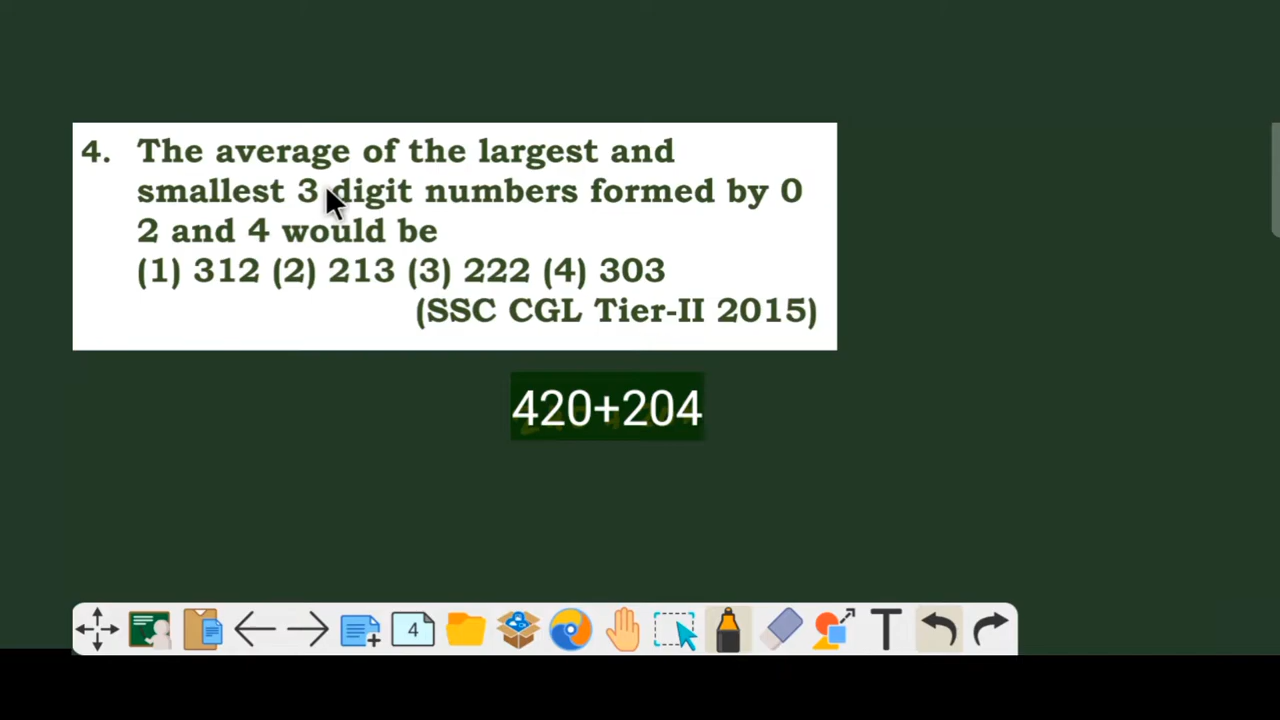 4. The average of the largest and
smallest 3 digit numbers formed by 0
2 and 4 would be
(1) 312 (2) 213 (3) 222 (4) 303
(SSC CGL Tier-II 2015)
420+204
4
T